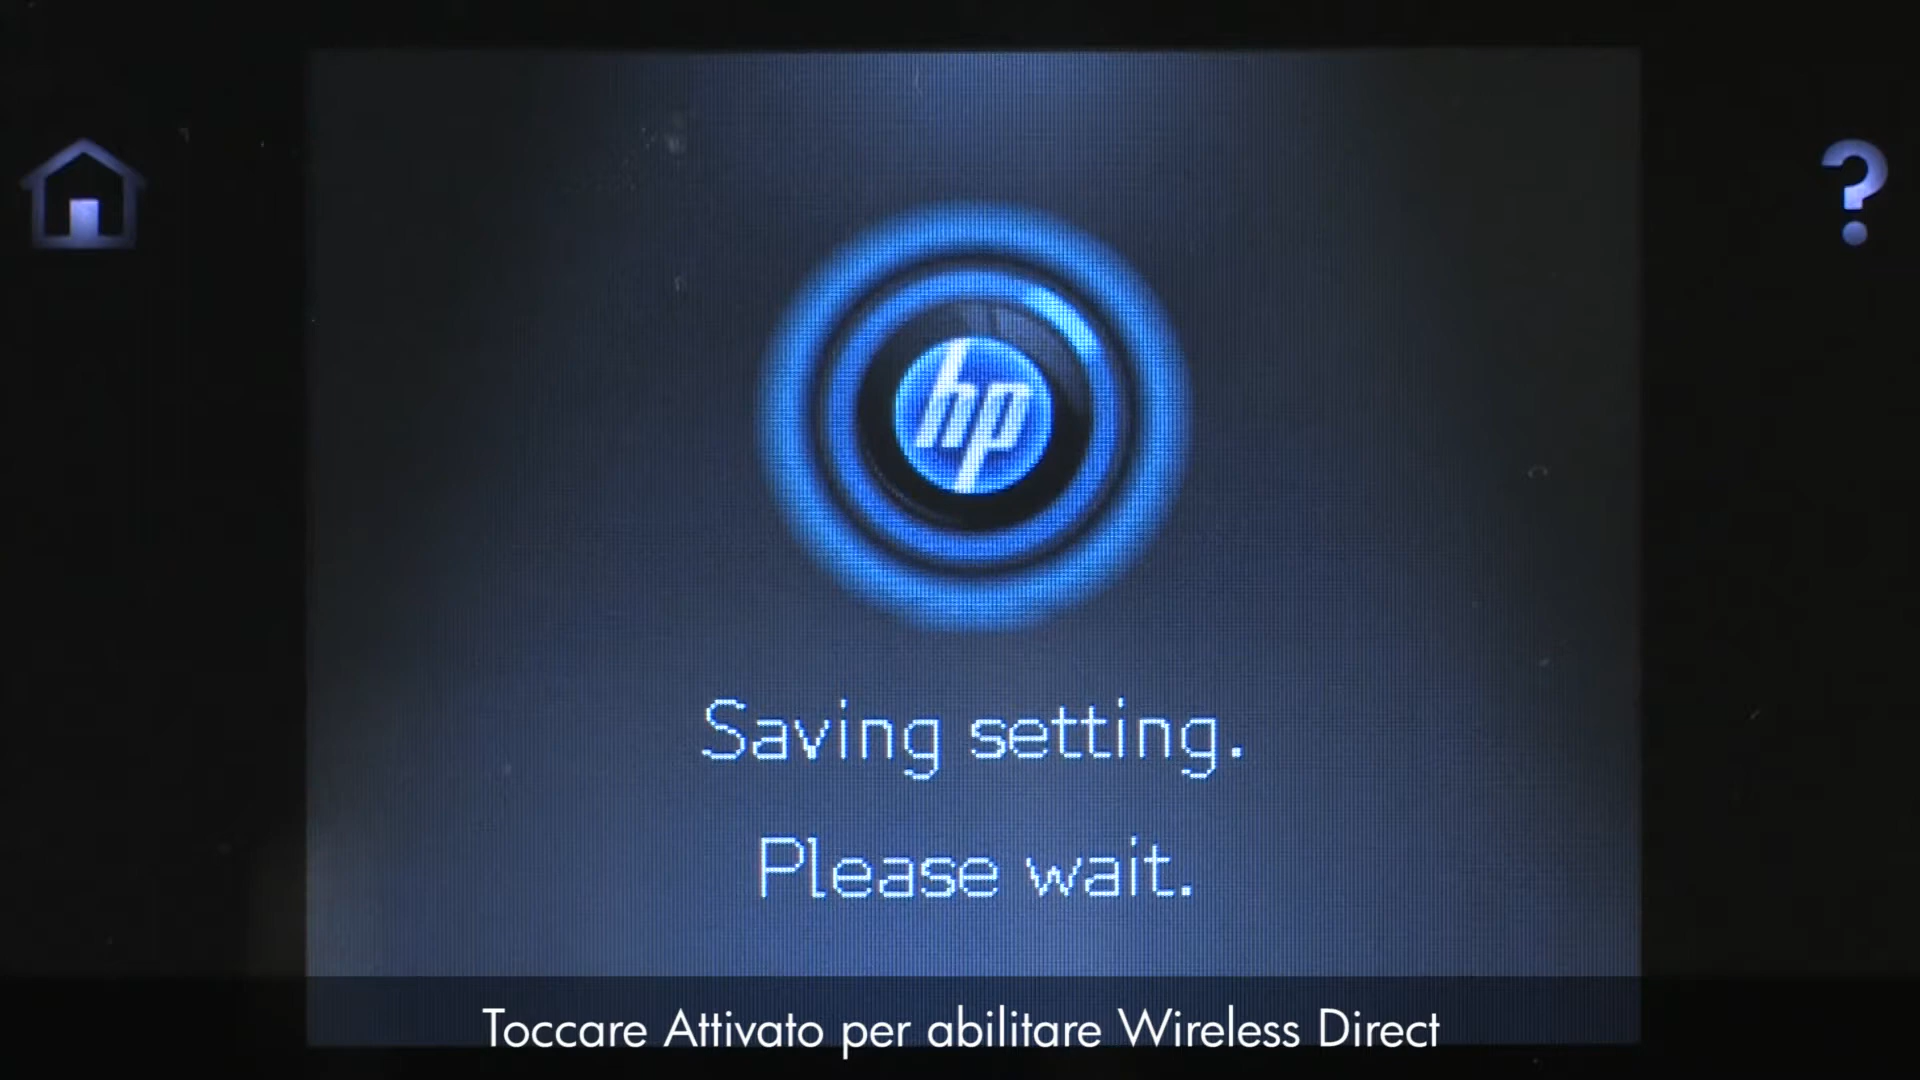 hp
Saving setting.
Please wait.
Toccare Attivato per abilitare Wireless Direct